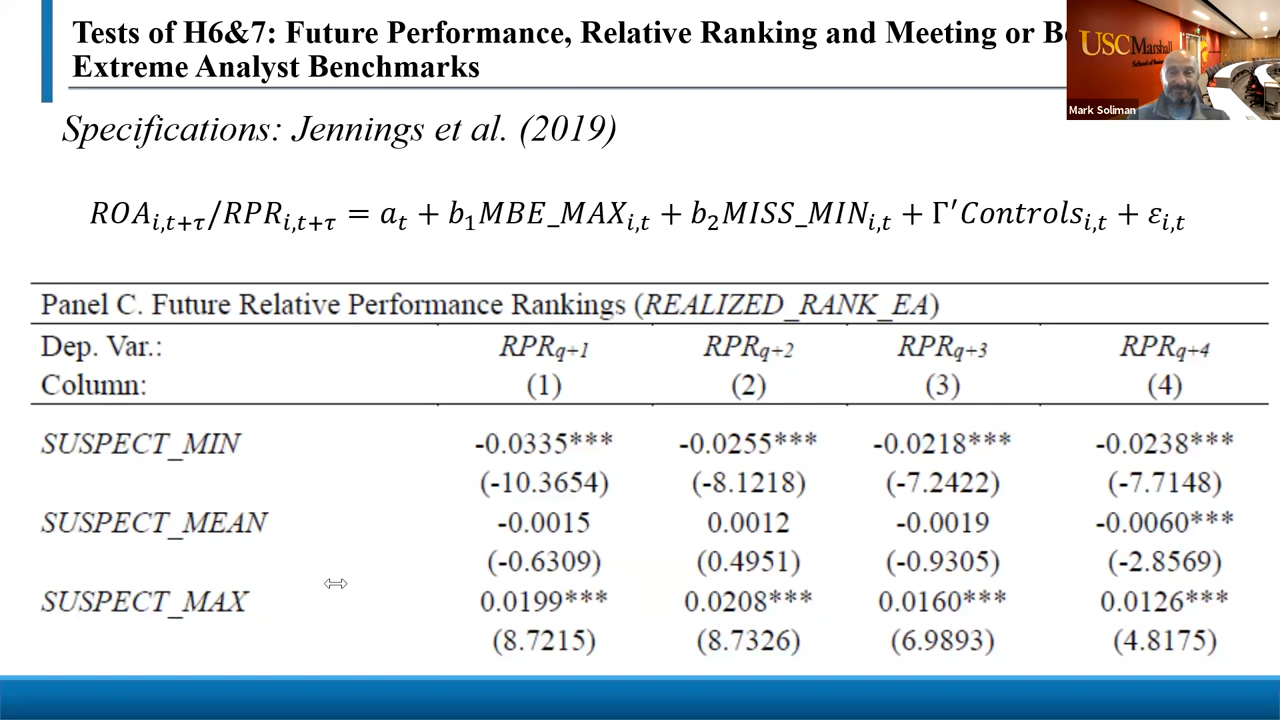 Tests of H6&7: Future Performance, Relative Ranking and Meeting or
Extreme Analyst Benchmarks
USC Marshall
Mark Soliman
Specifications: Jennings et al. (2019)
ROA_{i,t+τ}/RPR_{i,t+τ} = a_t + b_1MBE_MAX_{i,t} + b_2MISS_MIN_{i,t} + Γ′Controls_{i,t} + ε_{i,t}
Panel C. Future Relative Performance Rankings (REALIZED_RANK_EA)
Dep. Var.: RPR_{q+1} RPR_{q+2} RPR_{q+3} RPR_{q+4}
Column: (1) (2) (3) (4)
SUSPECT_MIN -0.0335*** -0.0255*** -0.0218*** -0.0238***
(-10.3654) (-8.1218) (-7.2422) (-7.7148)
SUSPECT_MEAN -0.0015 0.0012 -0.0019 -0.0060***
(-0.6309) (0.4951) (-0.9305) (-2.8569)
SUSPECT_MAX 0.0199*** 0.0208*** 0.0160*** 0.0126***
(8.7215) (8.7326) (6.9893) (4.8175)